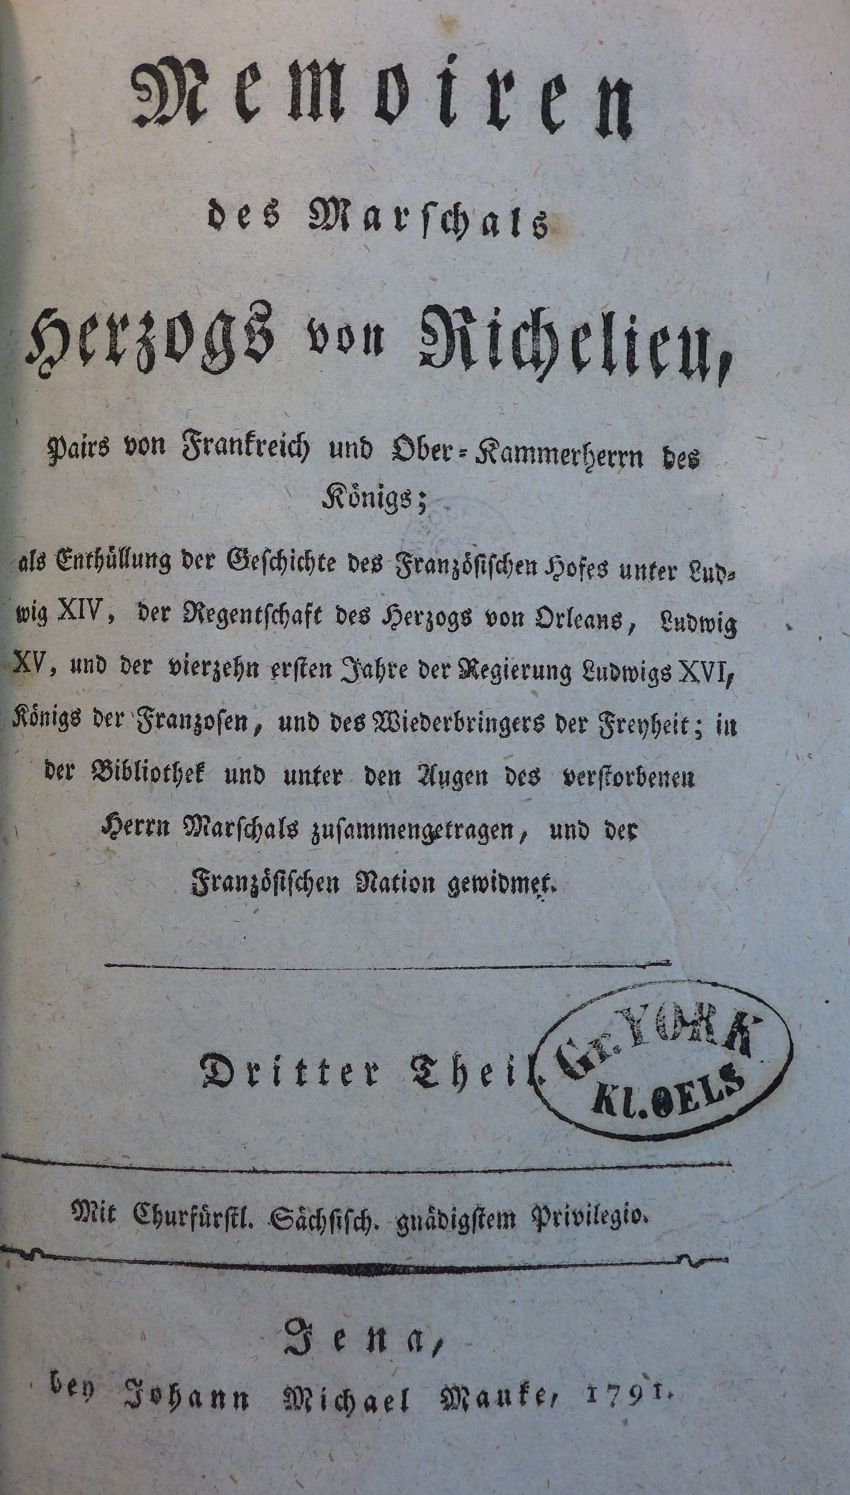 Memoiren
des Marschals
Herzogs von Richelieu,
Pairs von Frankreich und Ober-Kammerherrn des
Königs;
als Enthüllung der Geschichte des Französischen Hofes unter Lud-
wig XIV, der Regentschaft des Herzogs von Orleans, Ludwig
XV, und der vierzehn ersten Jahre der Regierung Ludwigs XVI,
Königs der Franzosen, und des Wiederbringers der Freyheit; in
der Bibliothek und unter den Augen des verstorbenen
Herrn Marschals zusammengetragen, und der
Französischen Nation gewidmet.
Dritter Theil.
Gr. YORK
Kl. OELS
Mit Churfürstl. Sächsisch. gnädigstem Privilegio.
Jena,
bey Johann Michael Mauke, 1791.